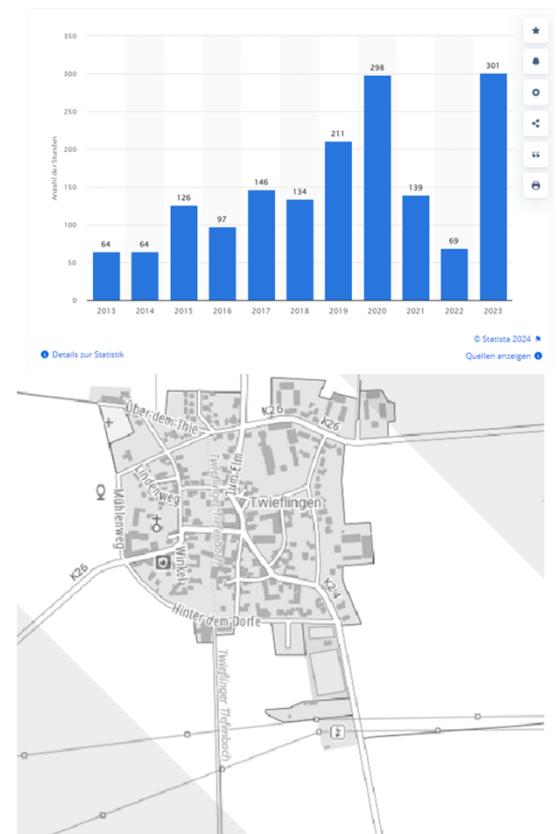 350
300
250
200
150
100
50
0
Anzahl der Stunden
64
64
126
97
146
134
211
298
139
69
301
2013
2014
2015
2016
2017
2018
2019
2020
2021
2022
2023
© Statista 2024
Details zur Statistik
Quellen anzeigen
Über-dem-Thie
K26
K26
Zum-Elm
Lindenweg
Twieflingen
Mühlenweg
Twieflinger Tiefenbach
Winkel
K26
K24
Hinter dem Dorfe
Twieflinger Tiefenbach